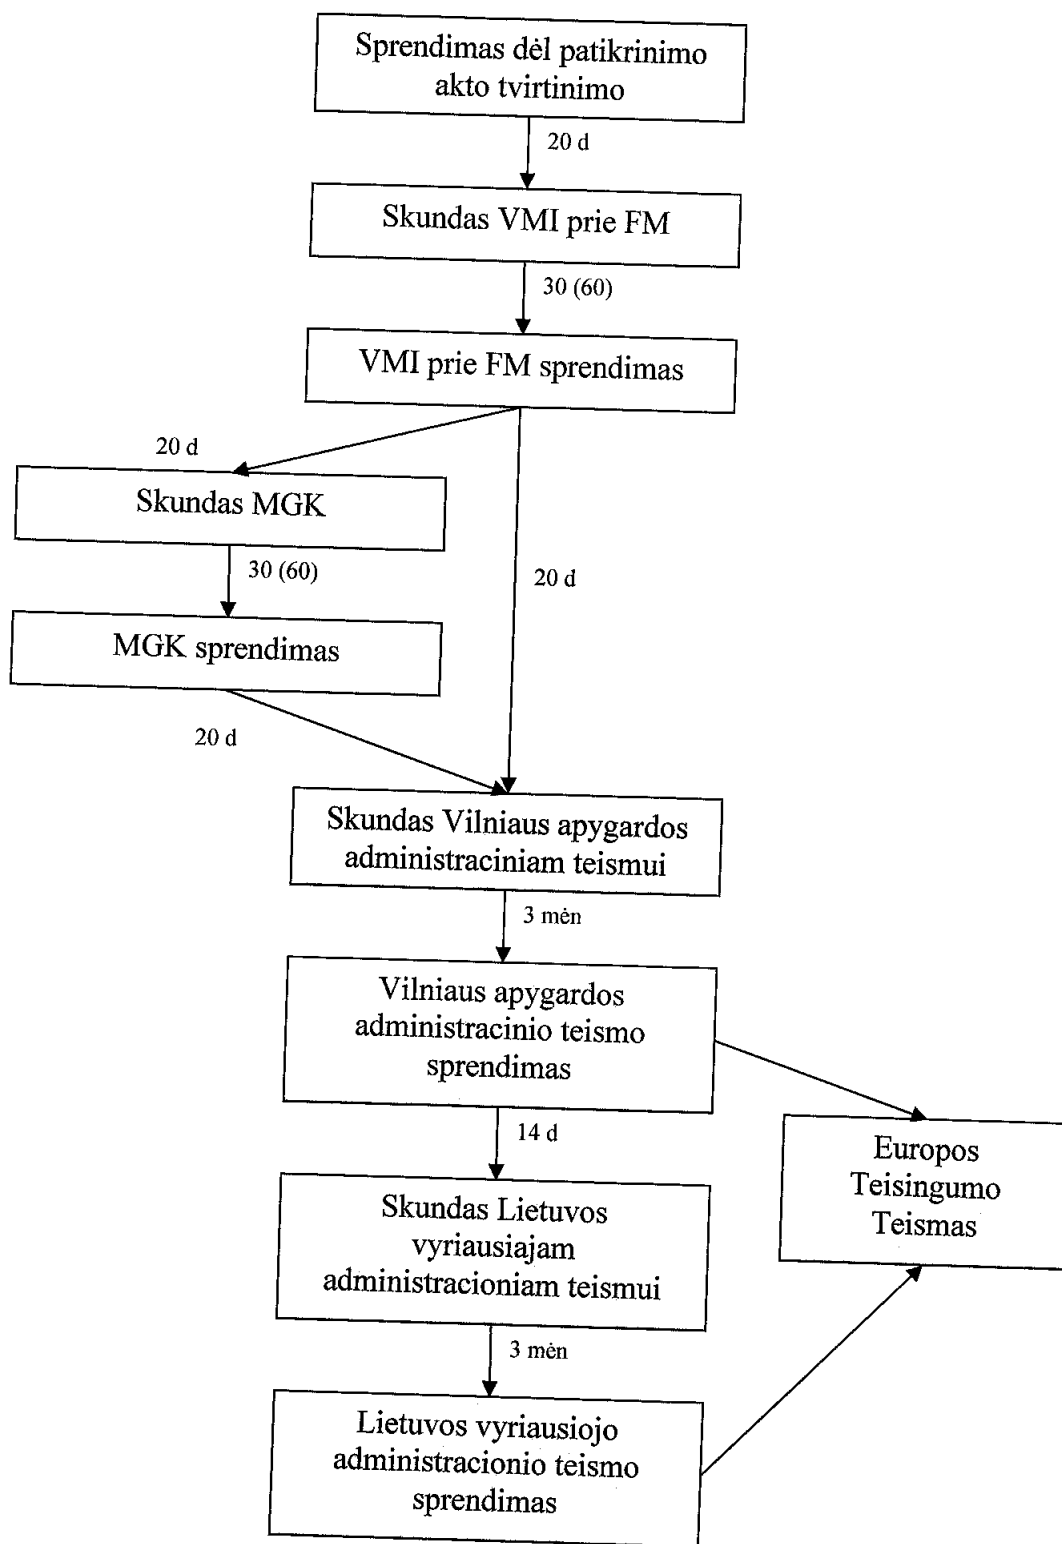 Sprendimas dėl patikrinimo
akto tvirtinimo
20 d
Skundas VMI prie FM
30 (60)
VMI prie FM sprendimas
20 d
Skundas MGK
30 (60)
20 d
MGK sprendimas
20 d
Skundas Vilniaus apygardos
administraciniam teismui
3 mėn
Vilniaus apygardos
administracinio teismo
sprendimas
14 d
Europos
Teisingumo
Teismas
Skundas Lietuvos
vyriausiajam
administracioniam teismui
3 mėn
Lietuvos vyriausiojo
administracionio teismo
sprendimas